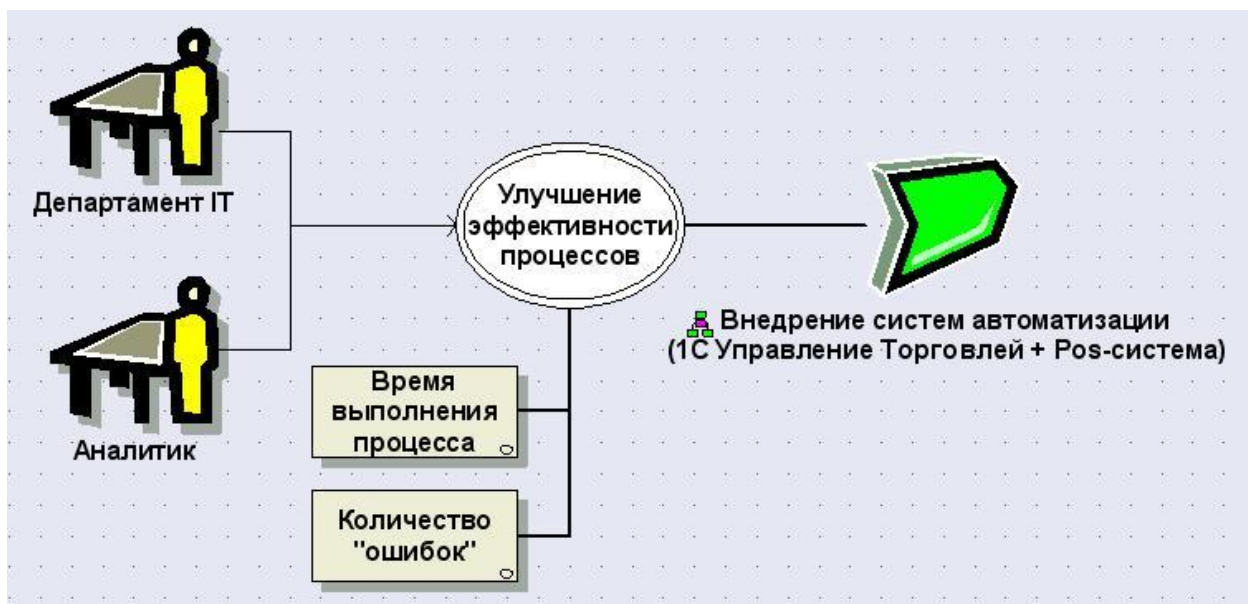 Департамент IT
Аналитик
Улучшение
эффективности
процессов
Время
выполнения
процесса
Количество
"ошибок"
Внедрение систем автоматизации
(1С Управление Торговлей + Pos-система)